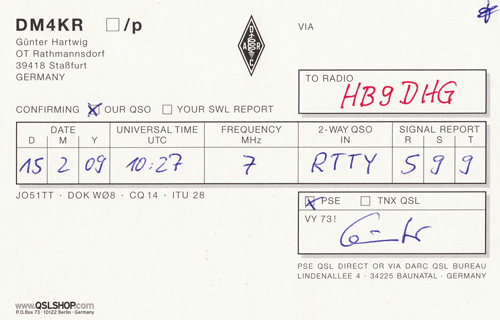 DM4KR □/p
Günter Hartwig
OT Rathmannsdorf
39418 Staßfurt
GERMANY
DARC
VIA
TO RADIO
HB9DHG
CONFIRMING ☒ OUR QSO □ YOUR SWL REPORT
DATE UNIVERSAL TIME FREQUENCY 2-WAY QSO SIGNAL REPORT
D M Y UTC MHz IN R S T
15 2 09 10:27 7 RTTY 5 9 9
JO51TT · DOK WØ8 · CQ 14 · ITU 28
☒ PSE □ TNX QSL
VY 73!
PSE QSL DIRECT OR VIA DARC QSL BUREAU
LINDENALLEE 4 · 34225 BAUNATAL · GERMANY
www.QSLSHOP.com
P.O.Box 73 · 10122 Berlin · Germany